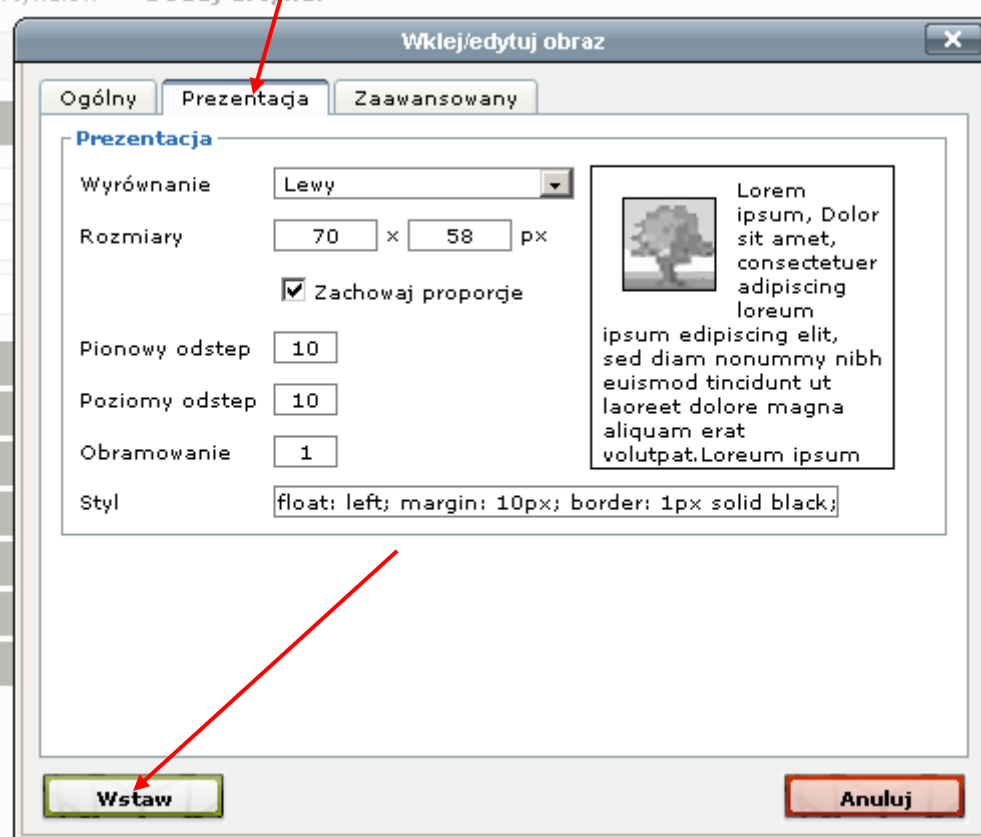 Wklej/edytuj obraz
Ogólny Prezentacja Zaawansowany
Prezentacja
Wyrównanie Lewy
Rozmiary 70 x 58 px
Zachowaj proporcje
Pionowy odstep 10
Poziomy odstep 10
Obramowanie 1
Styl float: left; margin: 10px; border: 1px solid black;
Lorem
ipsum, Dolor
sit amet,
consectetuer
adipiscing
loreum
ipsum edipiscing elit,
sed diam nonummy nibh
euismod tincidunt ut
laoreet dolore magna
aliquam erat
volutpat.Loreum ipsum
Wstaw Anuluj